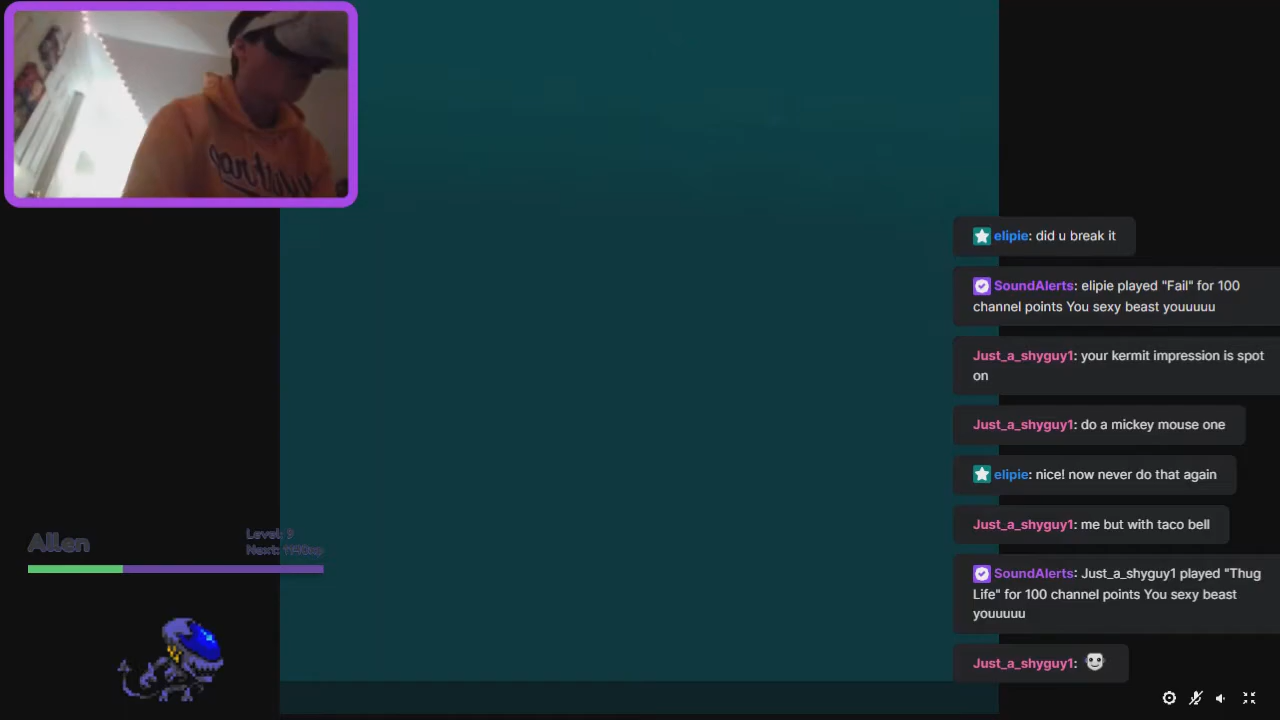 elipie: did u break it
SoundAlerts: elipie played "Fail" for 100
channel points You sexy beast youuuuu
Just_a_shyguy1: your kermit impression is spot
on
Just_a_shyguy1: do a mickey mouse one
elipie: nice! now never do that again
Just_a_shyguy1: me but with taco bell
SoundAlerts: Just_a_shyguy1 played "Thug
Life" for 100 channel points You sexy beast
youuuuu
Just_a_shyguy1:
Allen
Level: 9
Next: 1190xp